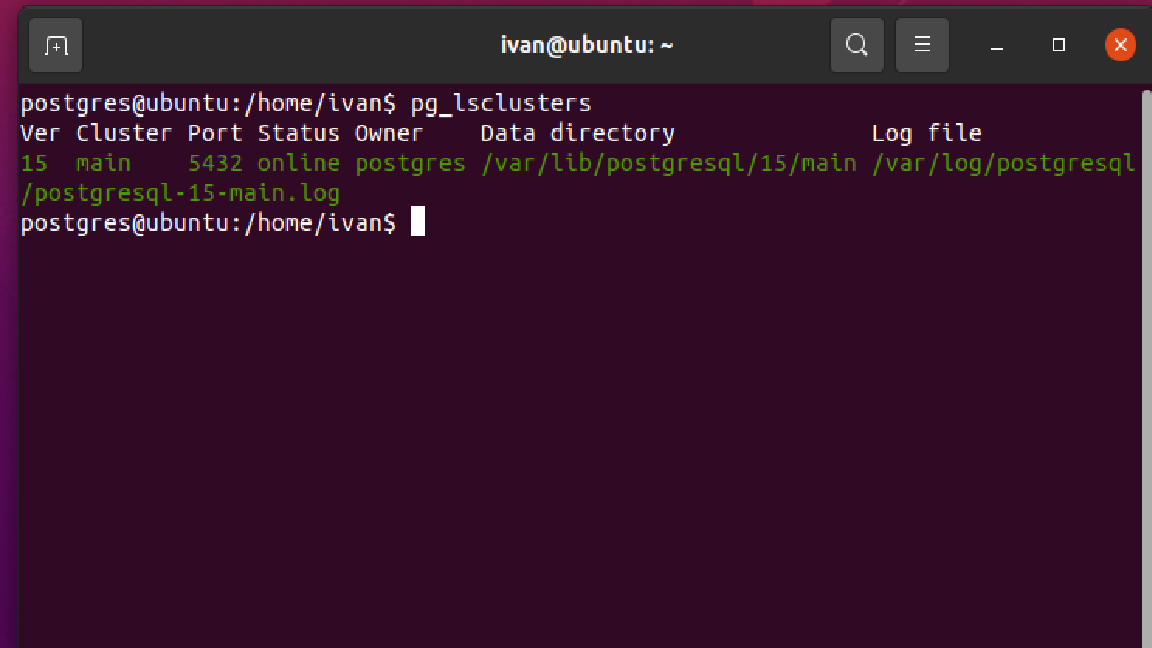 ivan@ubuntu: ~
postgres@ubuntu:/home/ivan$ pg_lsclusters
Ver Cluster Port Status Owner    Data directory              Log file
15  main    5432 online postgres /var/lib/postgresql/15/main /var/log/postgresql
/postgresql-15-main.log
postgres@ubuntu:/home/ivan$